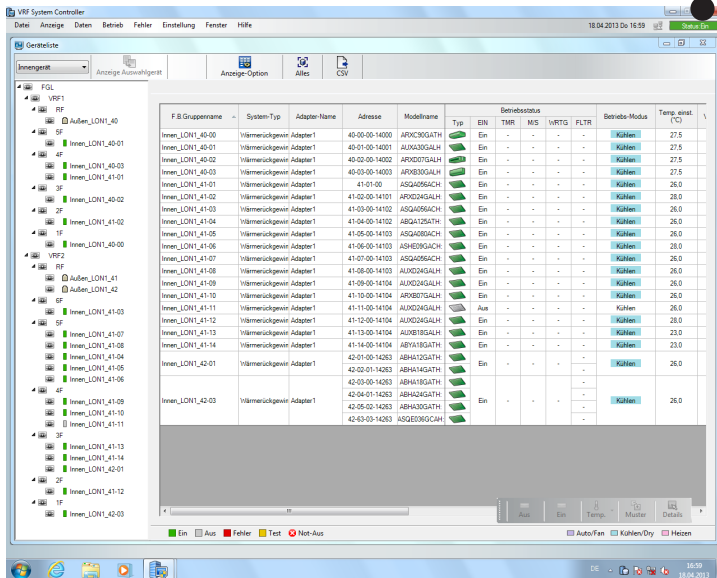 VRF System Controller
Datei Anzeige Daten Betrieb Fehler Einstellung Fenster Hilfe 18.04.2013 Do 16:59 Status Ein
Geräteliste
Innengerät Anzeige Auswahlgerät Anzeige-Option Alles CSV
FGL
VRF1
RF
Außen_LON1_40
5F
Innen_LON1_40-01
4F
Innen_LON1_40-03
Innen_LON1_41-01
3F
Innen_LON1_40-02
2F
Innen_LON1_41-02
1F
Innen_LON1_40-00
VRF2
RF
Außen_LON1_41
Außen_LON1_42
6F
Innen_LON1_41-03
5F
Innen_LON1_41-07
Innen_LON1_41-08
Innen_LON1_41-04
Innen_LON1_41-05
Innen_LON1_41-06
4F
Innen_LON1_41-09
Innen_LON1_41-10
Innen_LON1_41-11
3F
Innen_LON1_41-13
Innen_LON1_41-14
Innen_LON1_42-01
2F
Innen_LON1_41-12
1F
Innen_LON1_42-03
F.B.Gruppenname System-Typ Adapter-Name Adresse Modellname Betriebsstatus Betriebs-Modus Temp. einst. (°C)
Typ EIN TMR M/S WRTG FLTR
Innen_LON1_40-00 Wärmerückgewin Adapter1 40-00-00-14000 ARXC90GATH Ein - - - - Kühlen 27,5
Innen_LON1_40-01 Wärmerückgewin Adapter1 40-01-00-14001 AUXA30GALH Ein - - - - Kühlen 27,5
Innen_LON1_40-02 Wärmerückgewin Adapter1 40-02-00-14002 ARXD07GALH Ein - - - - Kühlen 27,5
Innen_LON1_40-03 Wärmerückgewin Adapter1 40-03-00-14003 ARXB30GALH Ein - - - - Kühlen 27,5
Innen_LON1_41-01 Wärmerückgewin Adapter1 41-01-00 ASQA056ACH: Ein - - - - Kühlen 26,0
Innen_LON1_41-02 Wärmerückgewin Adapter1 41-02-00-14101 ARXD24GALH: Ein - - - - Kühlen 28,0
Innen_LON1_41-03 Wärmerückgewin Adapter1 41-03-00-14102 ASQA056ACH: Ein - - - - Kühlen 26,0
Innen_LON1_41-04 Wärmerückgewin Adapter1 41-04-00-14102 ABQA125ATH: Ein - - - - Kühlen 26,0
Innen_LON1_41-05 Wärmerückgewin Adapter1 41-05-00-14103 ASQA080ACH: Ein - - - - Kühlen 26,0
Innen_LON1_41-06 Wärmerückgewin Adapter1 41-06-00-14103 ASHE09GACH: Ein - - - - Kühlen 28,0
Innen_LON1_41-07 Wärmerückgewin Adapter1 41-07-00-14103 ASQA056ACH: Ein - - - - Kühlen 26,0
Innen_LON1_41-08 Wärmerückgewin Adapter1 41-08-00-14103 AUXD24GALH: Ein - - - - Kühlen 26,0
Innen_LON1_41-09 Wärmerückgewin Adapter1 41-09-00-14104 AUXD24GALH: Ein - - - - Kühlen 26,0
Innen_LON1_41-10 Wärmerückgewin Adapter1 41-10-00-14104 ARXB07GALH: Ein - - - - Kühlen 26,0
Innen_LON1_41-11 Wärmerückgewin Adapter1 41-11-00-14104 AUXD24GALH: Aus - - - - Kühlen 26,0
Innen_LON1_41-12 Wärmerückgewin Adapter1 41-12-00-14104 AUXD24GALH: Ein - - - - Kühlen 28,0
Innen_LON1_41-13 Wärmerückgewin Adapter1 41-13-00-14104 AUXB18GALH: Ein - - - - Kühlen 23,0
Innen_LON1_41-14 Wärmerückgewin Adapter1 41-14-00-14104 ABYA18GATH: Ein - - - - Kühlen 23,0
Innen_LON1_42-01 Wärmerückgewin Adapter1 42-01-00-14263 ABHA12GATH: Ein - - - - Kühlen 26,0
42-02-01-14263 ABHA14GATH: -
Innen_LON1_42-03 Wärmerückgewin Adapter1 42-03-00-14263 ABHA18GATH: Ein - - - - Kühlen 26,0
42-04-01-14263 ABHA24GATH: -
42-05-02-14263 ABHA30GATH: -
42-63-03-14263 ASQE036GCAH: -
Aus Ein Temp. Muster Details
Ein Aus Fehler Test Not-Aus Auto/Fan Kühlen/Dry Heizen
DE 16:59
18.04.2013